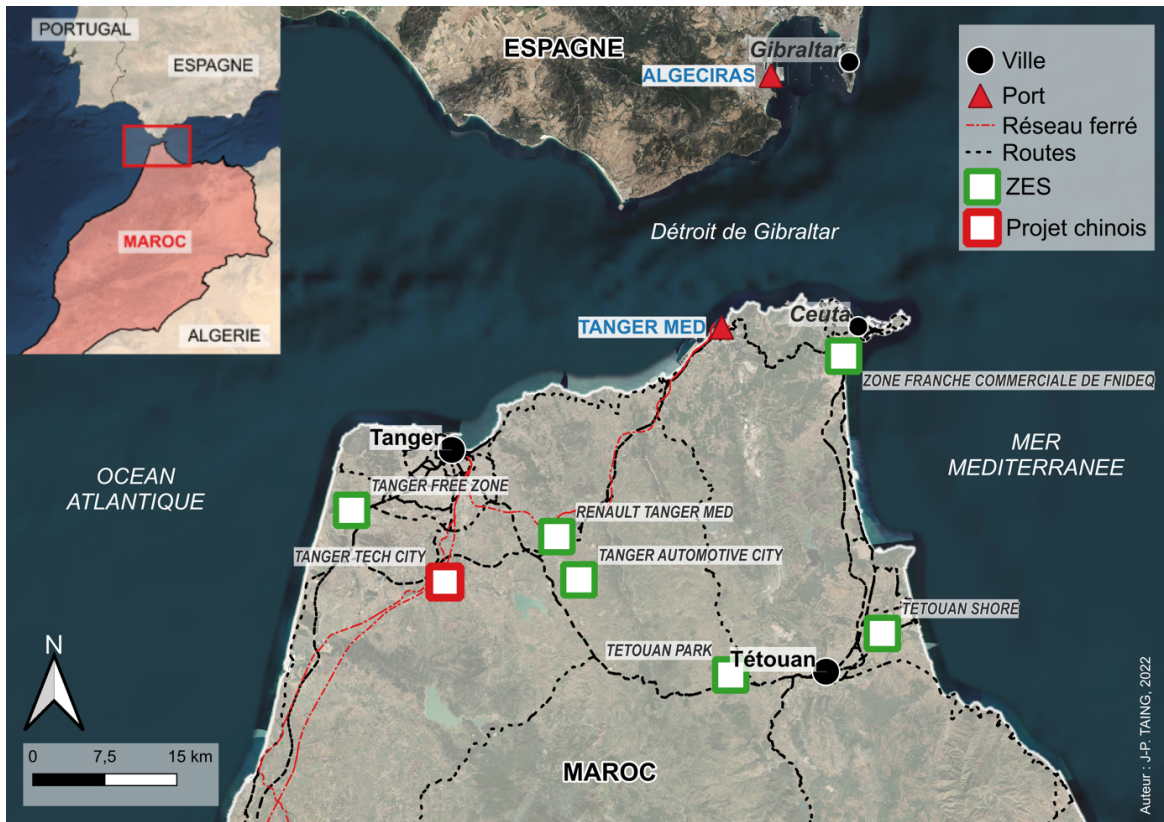 PORTUGAL
ESPAGNE
MAROC
ALGERIE
ESPAGNE
Gibraltar
ALGECIRAS
Ville
Port
Réseau ferré
Routes
ZES
Projet chinois
Détroit de Gibraltar
TANGER MED
Ceuta
ZONE FRANCHE COMMERCIALE DE FNIDEQ
Tanger
OCEAN
ATLANTIQUE
MER
MEDITERRANEE
TANGER FREE ZONE
RENAULT TANGER MED
TANGER TECH CITY
TANGER AUTOMOTIVE CITY
TETOUAN SHORE
TETOUAN PARK
Tétouan
MAROC
N
0 7,5 15 km
Auteur : J-P. TAING, 2022